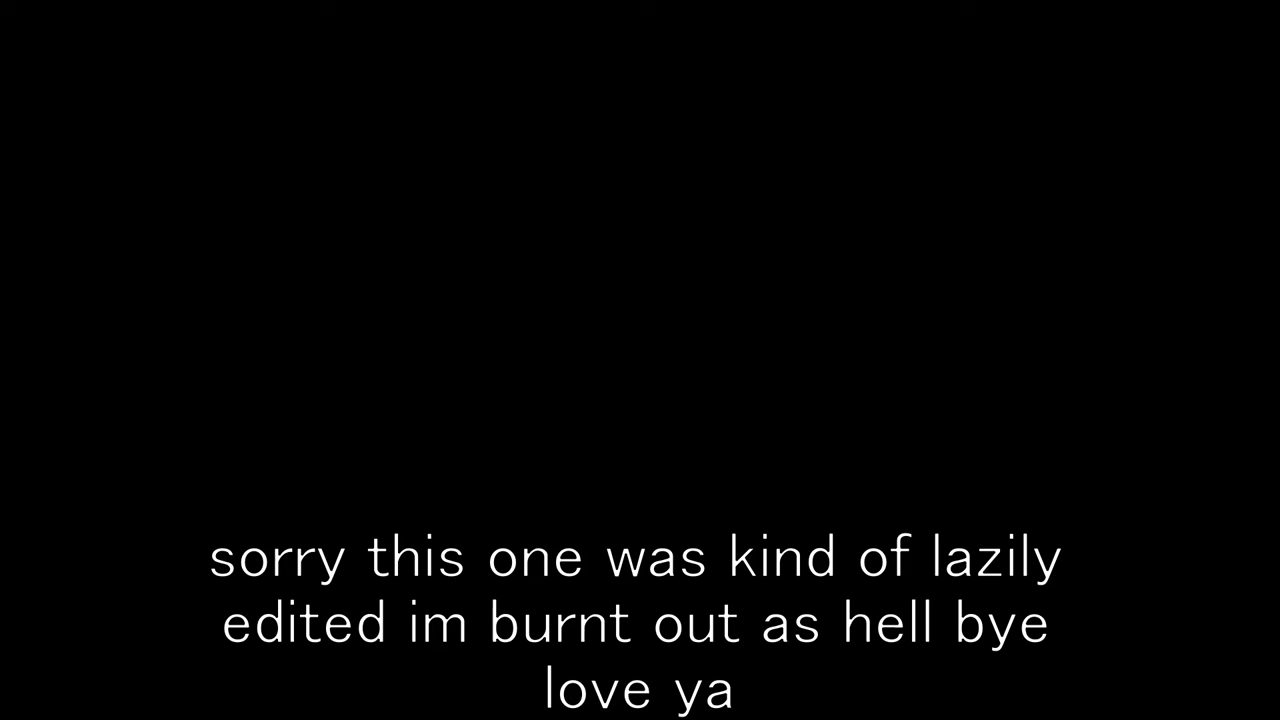 sorry this one was kind of lazily
edited im burnt out as hell bye
love ya